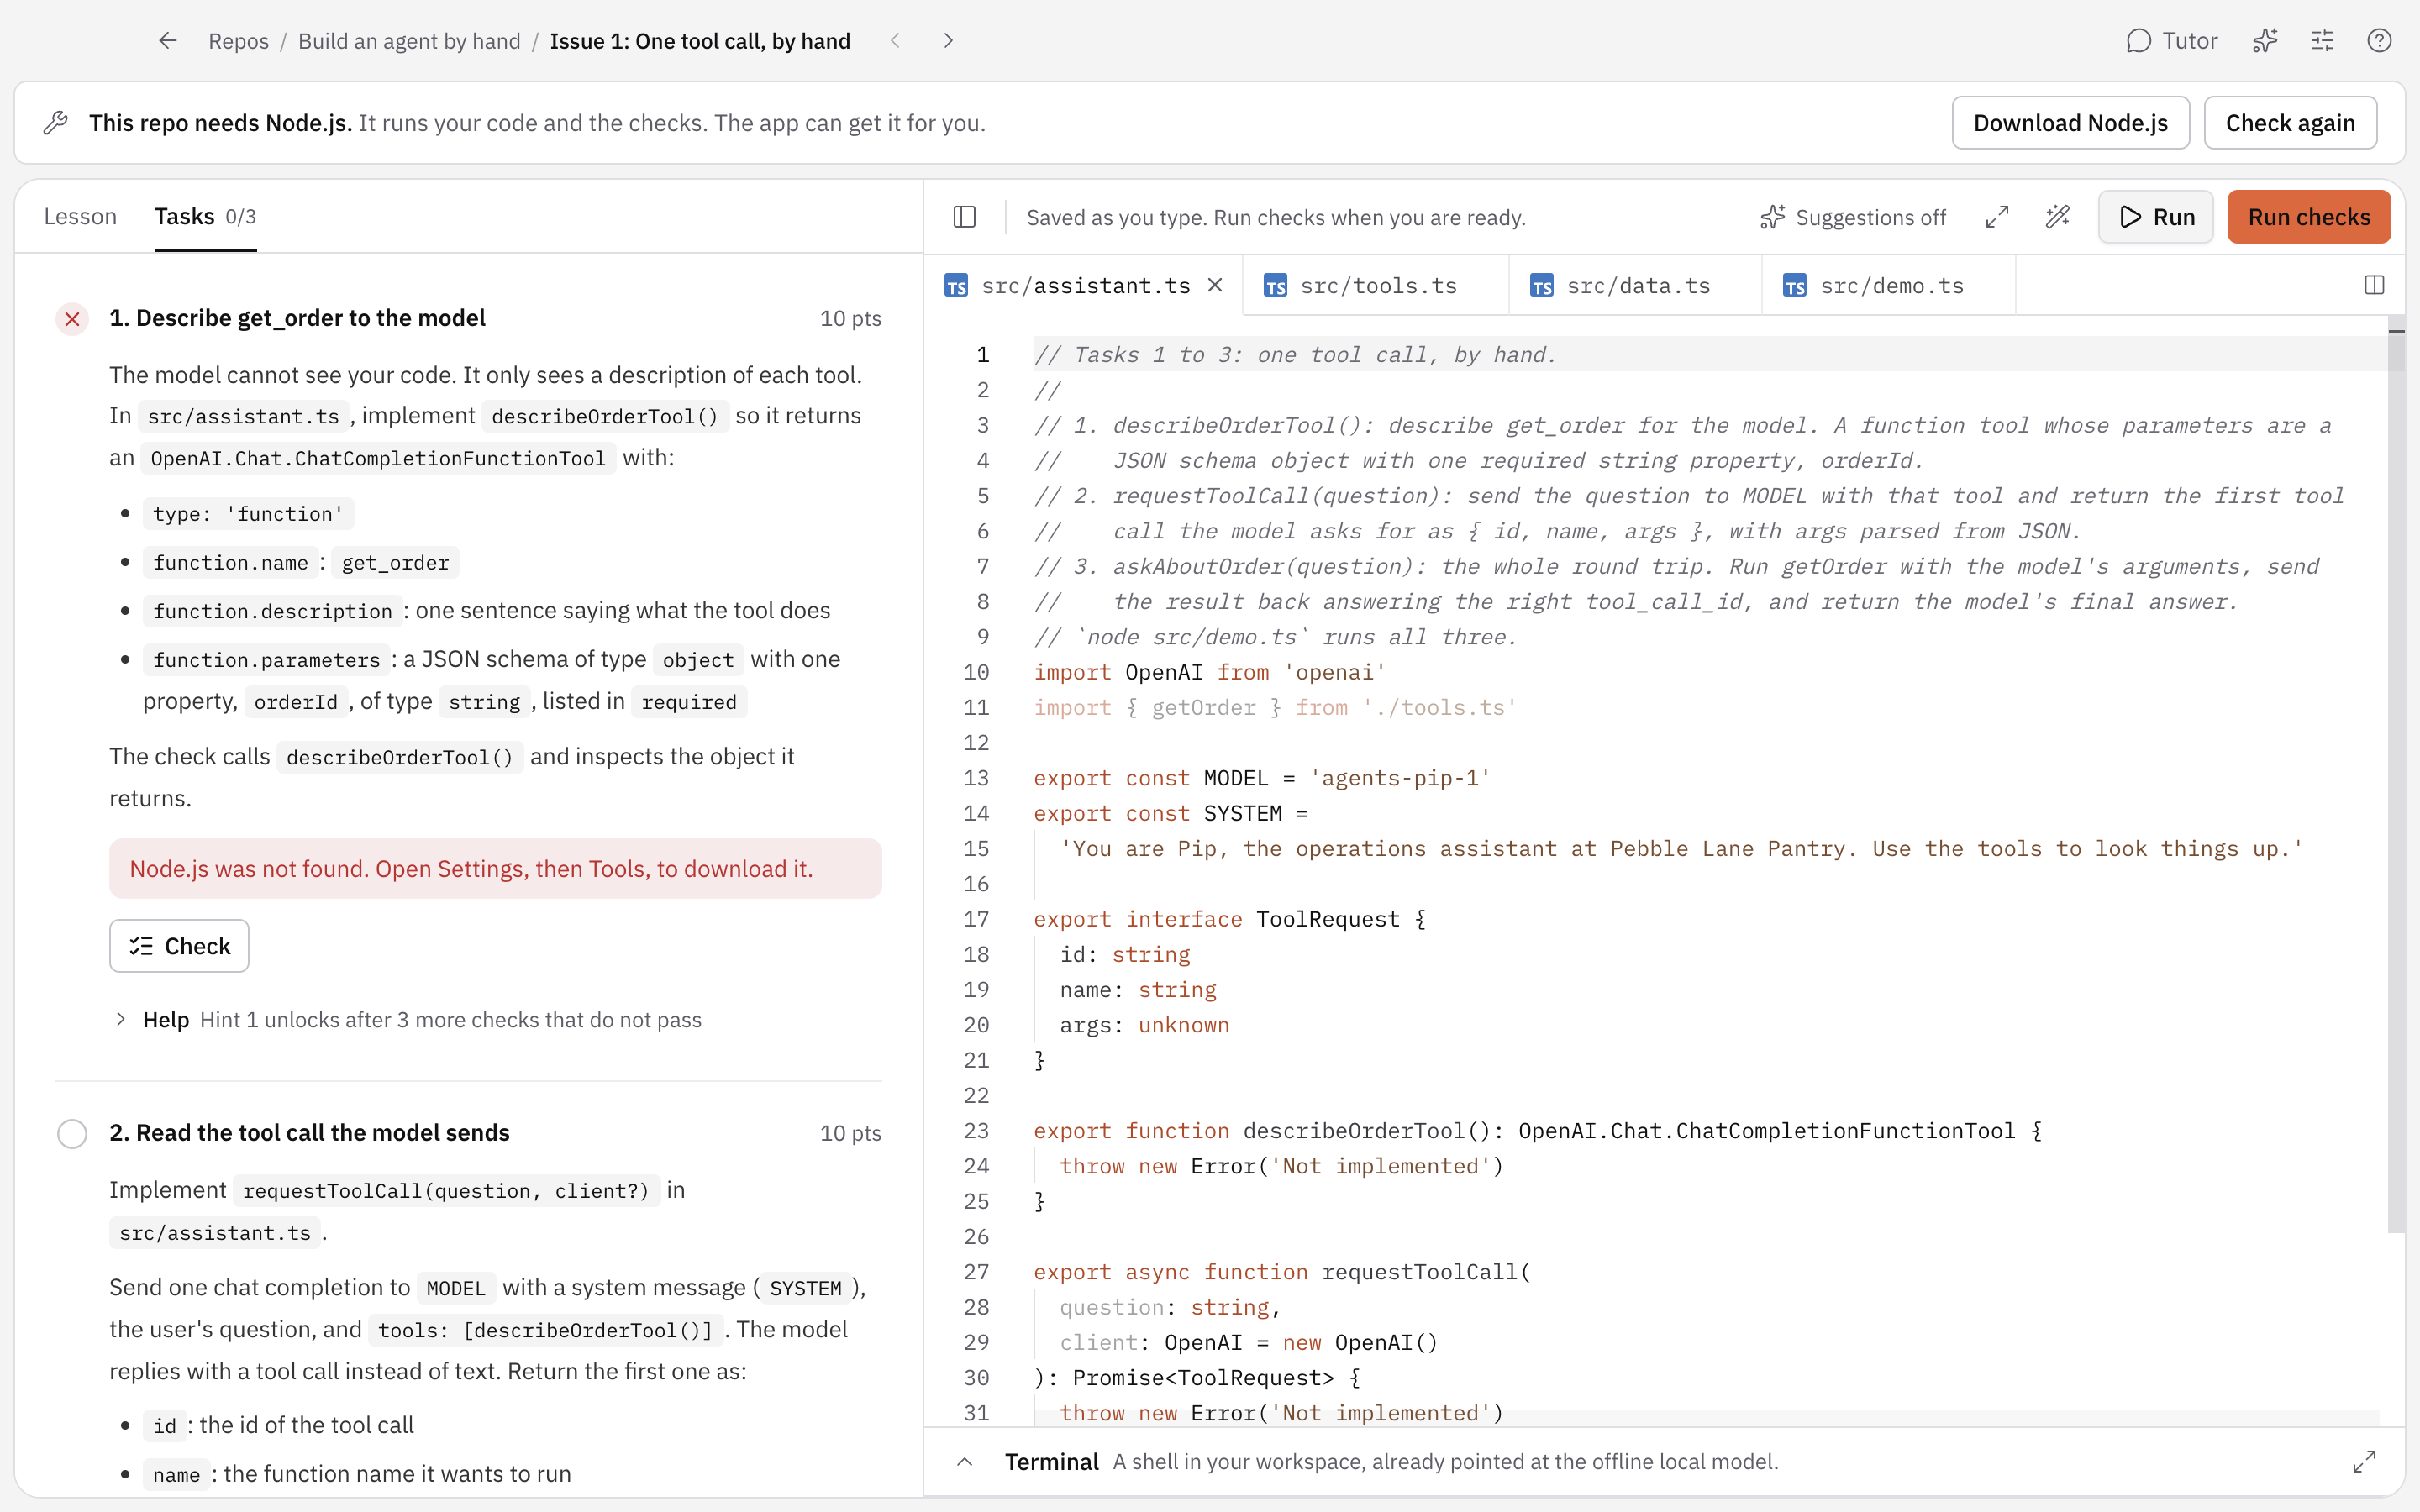 Repos / Build an agent by hand / Issue 1: One tool call, by hand
Tutor
This repo needs Node.js. It runs your code and the checks. The app can get it for you.
Download Node.js
Check again
Lesson
Tasks 0/3
1. Describe get_order to the model
10 pts
The model cannot see your code. It only sees a description of each tool.
In src/assistant.ts, implement describeOrderTool() so it returns
an OpenAI.Chat.ChatCompletionFunctionTool with:
type: 'function'
function.name: get_order
function.description: one sentence saying what the tool does
function.parameters: a JSON schema of type object with one
property, orderId, of type string, listed in required
The check calls describeOrderTool() and inspects the object it
returns.
Node.js was not found. Open Settings, then Tools, to download it.
Check
Help Hint 1 unlocks after 3 more checks that do not pass
2. Read the tool call the model sends
10 pts
Implement requestToolCall(question, client?) in
src/assistant.ts.
Send one chat completion to MODEL with a system message (SYSTEM),
the user's question, and tools: [describeOrderTool()]. The model
replies with a tool call instead of text. Return the first one as:
id: the id of the tool call
name: the function name it wants to run
Saved as you type. Run checks when you are ready.
Suggestions off
Run
Run checks
TS src/assistant.ts
TS src/tools.ts
TS src/data.ts
TS src/demo.ts
1 // Tasks 1 to 3: one tool call, by hand.
2 //
3 // 1. describeOrderTool(): describe get_order for the model. A function tool whose parameters are a
4 //    JSON schema object with one required string property, orderId.
5 // 2. requestToolCall(question): send the question to MODEL with that tool and return the first tool
6 //    call the model asks for as { id, name, args }, with args parsed from JSON.
7 // 3. askAboutOrder(question): the whole round trip. Run getOrder with the model's arguments, send
8 //    the result back answering the right tool_call_id, and return the model's final answer.
9 // `node src/demo.ts` runs all three.
10 import OpenAI from 'openai'
11 import { getOrder } from './tools.ts'
12
13 export const MODEL = 'agents-pip-1'
14 export const SYSTEM =
15   'You are Pip, the operations assistant at Pebble Lane Pantry. Use the tools to look things up.'
16
17 export interface ToolRequest {
18   id: string
19   name: string
20   args: unknown
21 }
22
23 export function describeOrderTool(): OpenAI.Chat.ChatCompletionFunctionTool {
24   throw new Error('Not implemented')
25 }
26
27 export async function requestToolCall(
28   question: string,
29   client: OpenAI = new OpenAI()
30 ): Promise<ToolRequest> {
31   throw new Error('Not implemented')
Terminal A shell in your workspace, already pointed at the offline local model.